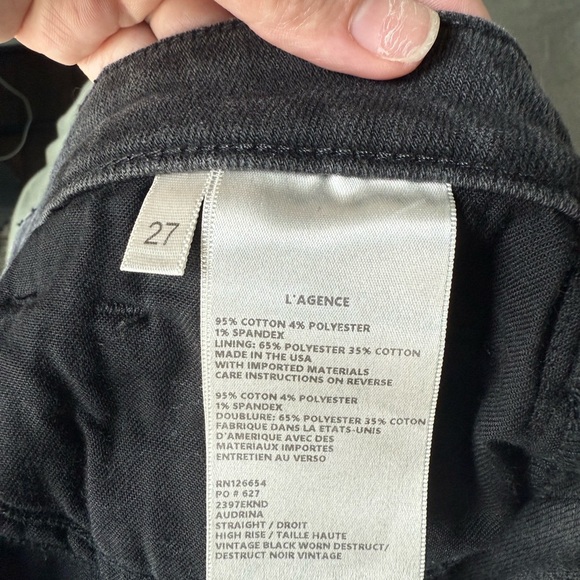 27
L'AGENCE
95% COTTON 4% POLYESTER
1% SPANDEX
LINING: 65% POLYESTER 35% COTTON
MADE IN THE USA
WITH IMPORTED MATERIALS
CARE INSTRUCTIONS ON REVERSE
95% COTON 4% POLYESTER
1% SPANDEX
DOUBLURE: 65% POLYESTER 35% COTON
FABRIQUE DANS LA ETATS-UNIS
D'AMERIQUE AVEC DES
MATERIAUX IMPORTES
ENTRETIEN AU VERSO
RN126654
PO # 627
2397EKND
AUDRINA
STRAIGHT / DROIT
HIGH RISE / TAILLE HAUTE
VINTAGE BLACK WORN DESTRUCT/
DESTRUCT NOIR VINTAGE